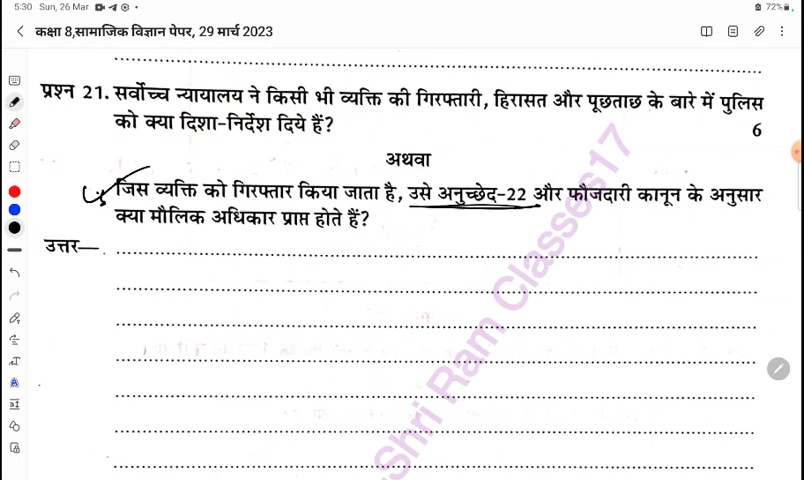 5:30 Sun, 26 Mar
72%
कक्षा 8,सामाजिक विज्ञान पेपर, 29 मार्च 2023
प्रश्न 21. सर्वोच्च न्यायालय ने किसी भी व्यक्ति की गिरफ्तारी, हिरासत और पूछताछ के बारे में पुलिस
को क्या दिशा-निर्देश दिये हैं?
6
अथवा
जिस व्यक्ति को गिरफ्तार किया जाता है, उसे अनुच्छेद-22 और फौजदारी कानून के अनुसार
क्या मौलिक अधिकार प्राप्त होते हैं?
उत्तर—
Shri Ram Classes17